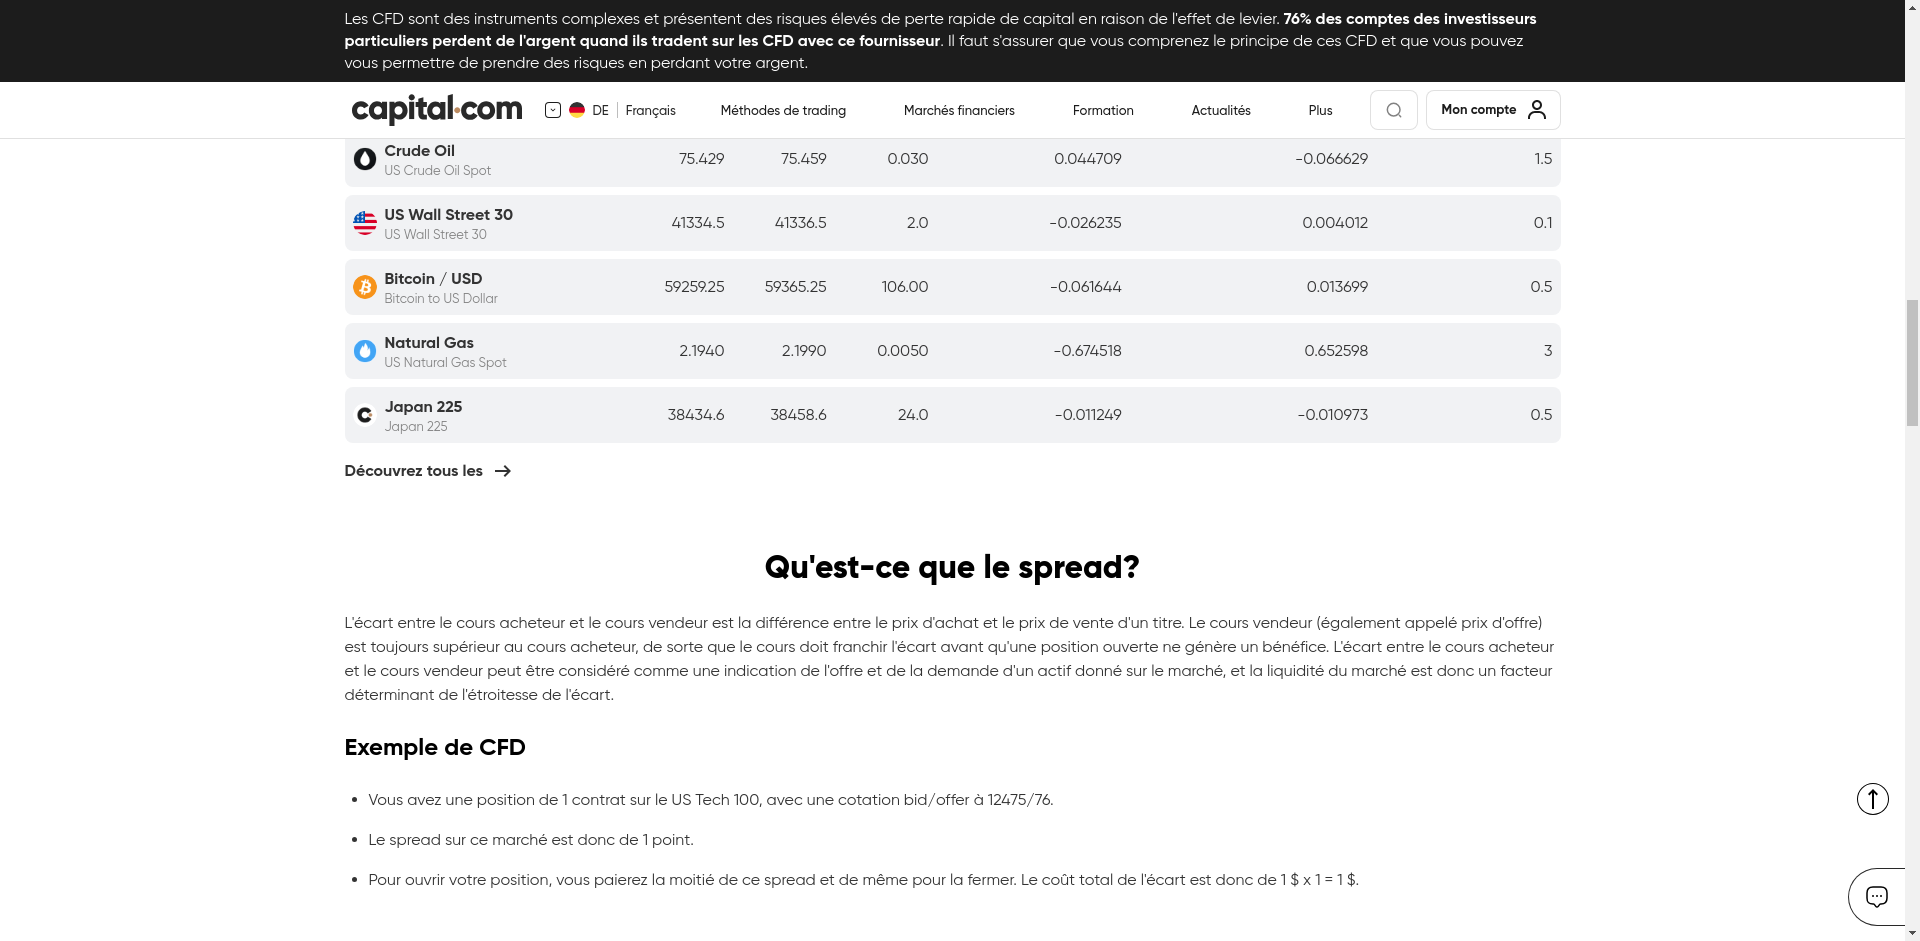 Les CFD sont des instruments complexes et présentent des risques élevés de perte rapide de capital en raison de l'effet de levier. 76% des comptes des investisseurs
particuliers perdent de l'argent quand ils tradent sur les CFD avec ce fournisseur. Il faut s'assurer que vous comprenez le principe de ces CFD et que vous pouvez
vous permettre de prendre des risques en perdant votre argent.
capital.com DE Français Méthodes de trading Marchés financiers Formation Actualités Plus Mon compte
Crude Oil
US Crude Oil Spot
75.429 75.459 0.030 0.044709 -0.066629 1.5
US Wall Street 30
US Wall Street 30
41334.5 41336.5 2.0 -0.026235 0.004012 0.1
Bitcoin / USD
Bitcoin to US Dollar
59259.25 59365.25 106.00 -0.061644 0.013699 0.5
Natural Gas
US Natural Gas Spot
2.1940 2.1990 0.0050 -0.674518 0.652598 3
Japan 225
Japan 225
38434.6 38458.6 24.0 -0.011249 -0.010973 0.5
Découvrez tous les
Qu'est-ce que le spread?
L'écart entre le cours acheteur et le cours vendeur est la différence entre le prix d'achat et le prix de vente d'un titre. Le cours vendeur (également appelé prix d'offre)
est toujours supérieur au cours acheteur, de sorte que le cours doit franchir l'écart avant qu'une position ouverte ne génère un bénéfice. L'écart entre le cours acheteur
et le cours vendeur peut être considéré comme une indication de l'offre et de la demande d'un actif donné sur le marché, et la liquidité du marché est donc un facteur
déterminant de l'étroitesse de l'écart.
Exemple de CFD
• Vous avez une position de 1 contrat sur le US Tech 100, avec une cotation bid/offer à 12475/76.
• Le spread sur ce marché est donc de 1 point.
• Pour ouvrir votre position, vous paierez la moitié de ce spread et de même pour la fermer. Le coût total de l'écart est donc de 1 $ x 1 = 1 $.